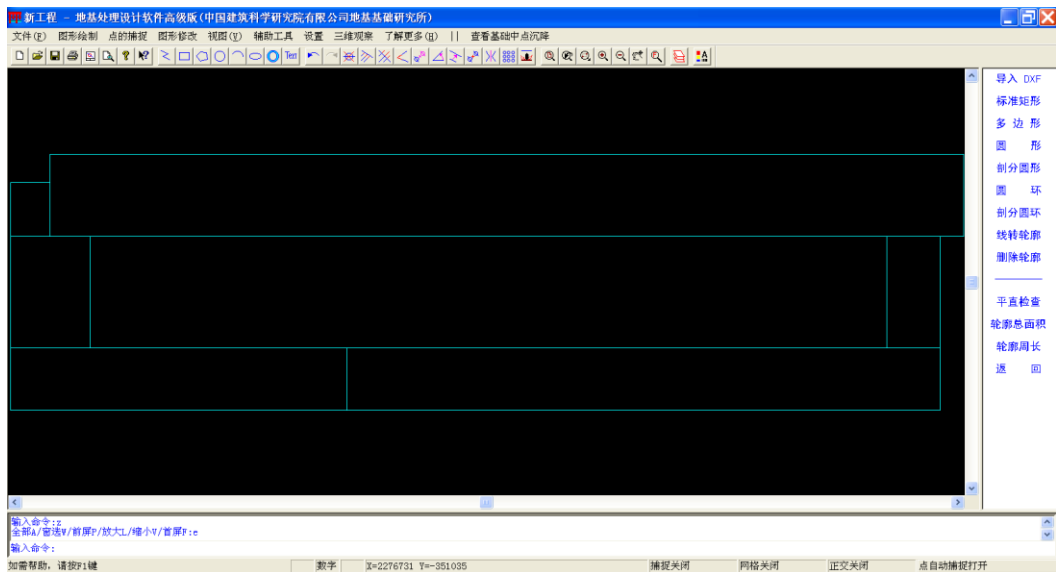 新工程 - 地基处理设计软件高级版(中国建筑科学研究院有限公司地基基础研究所)
文件(F) 图形绘制 点的捕捉 图形修改 视图(V) 辅助工具 设置 三维观察 了解更多(H) || 查看基础中点沉降
Text
导入 DXF
标准矩形
多 边 形
圆 形
剖分圆形
圆 环
剖分圆环
线转轮廓
删除轮廓
平直检查
轮廓总面积
轮廓周长
返 回
输入命令:z
全部A/窗选W/前屏P/放大L/缩小V/首屏F:e
输入命令:
如需帮助, 请按F1键 数字 X=2276731 Y=-351035 捕捉关闭 网格关闭 正交关闭 点自动捕捉打开